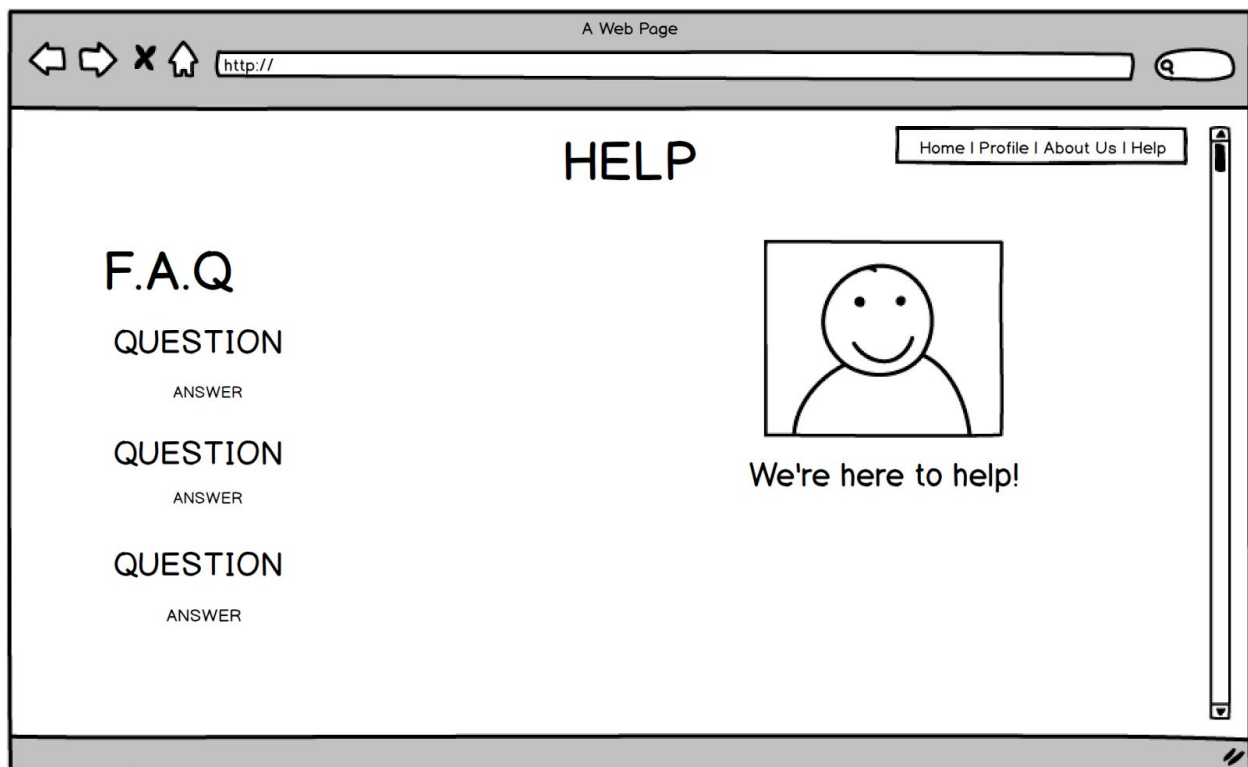 A Web Page
http://
Home | Profile | About Us | Help
HELP
F.A.Q
QUESTION
ANSWER
QUESTION
ANSWER
QUESTION
ANSWER
We're here to help!